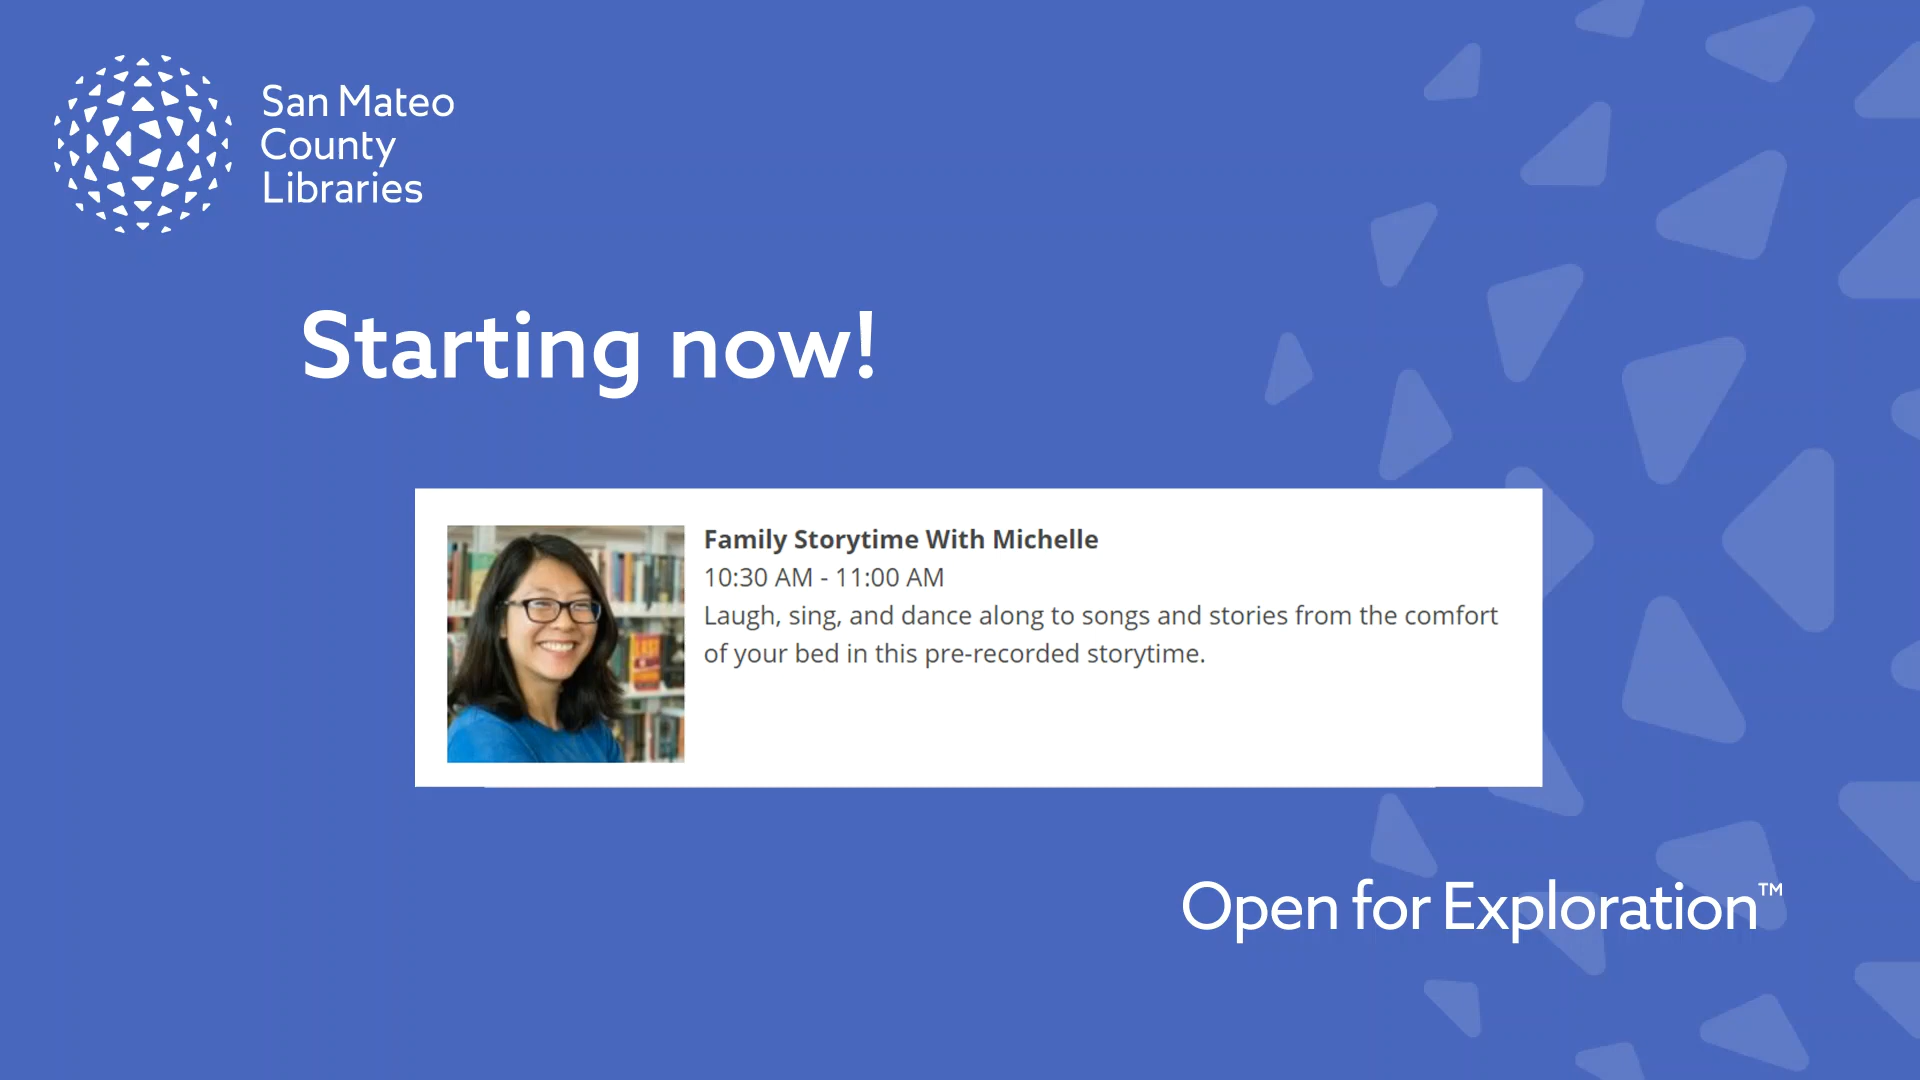 San Mateo
County
Libraries
Starting now!
Family Storytime With Michelle
10:30 AM - 11:00 AM
Laugh, sing, and dance along to songs and stories from the comfort
of your bed in this pre-recorded storytime.
Open for Exploration™